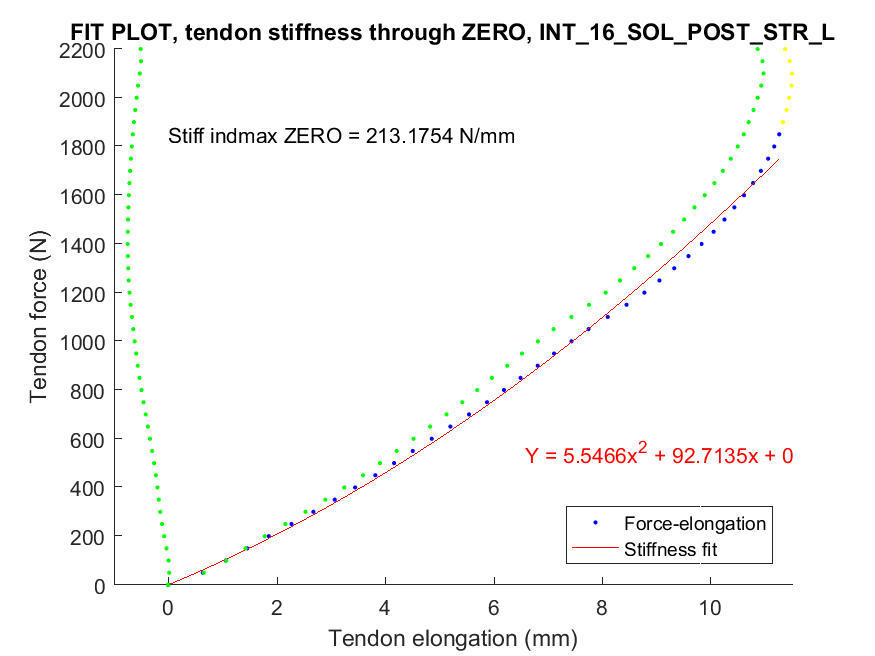 FIT PLOT, tendon stiffness through ZERO, INT_16_SOL_POST_STR_L
2200
2000
Stiff indmax ZERO = 213.1754 N/mm
1800
1600
1400
1200
1000
800
600
400
200
0
Tendon force (N)
Y = 5.5466x² + 92.7135x + 0
Force-elongation
Stiffness fit
0 2 4 6 8 10
Tendon elongation (mm)